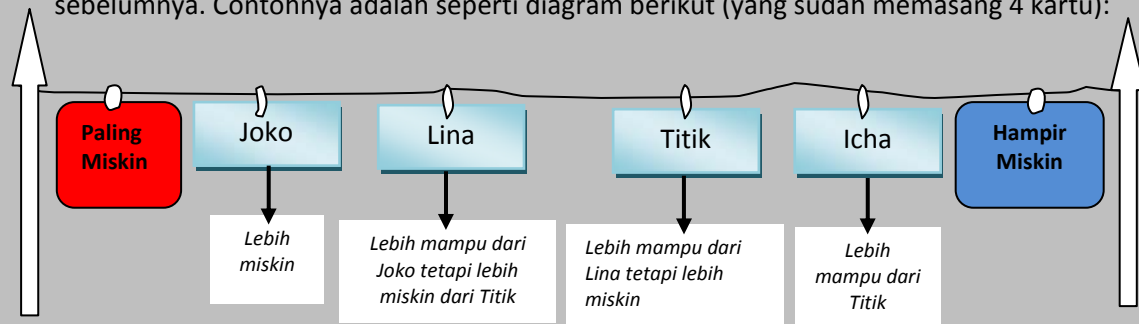 sebelumnya. Contohnya adalah seperti diagram berikut (yang sudah memasang 4 kartu):
Paling
Miskin
Joko
Lina
Titik
Icha
Hampir
Miskin
Lebih
miskin
Lebih mampu dari
Joko tetapi lebih
miskin dari Titik
Lebih mampu dari
Lina tetapi lebih
miskin
Lebih
mampu dari
Titik